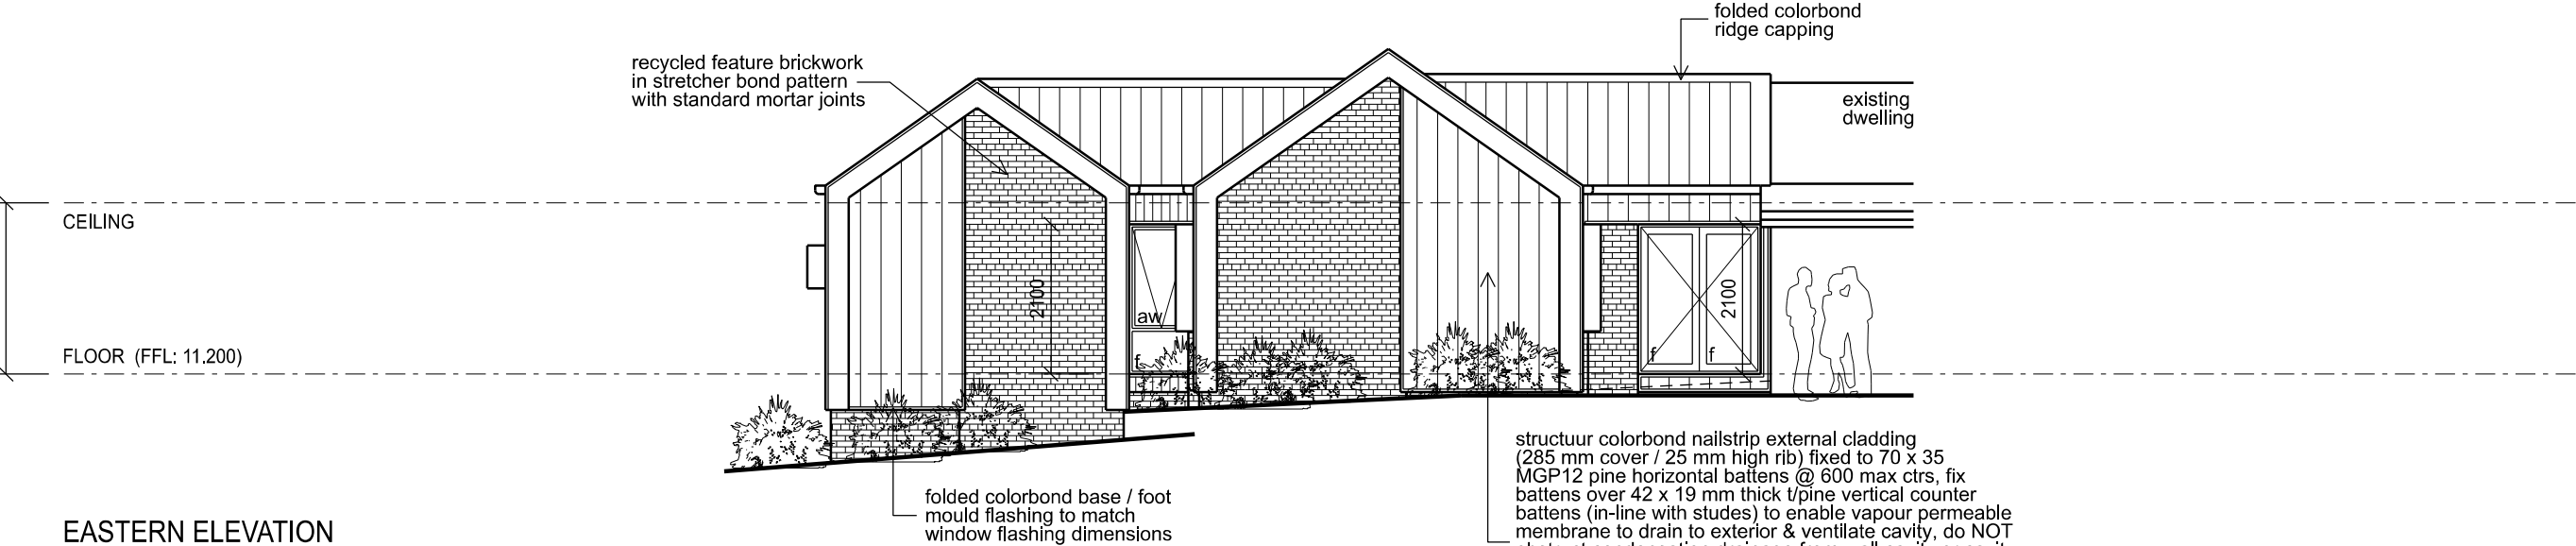 folded colorbond
ridge capping
recycled feature brickwork
in stretcher bond pattern
with standard mortar joints
existing
dwelling
CEILING
2100
2100
aw
FLOOR (FFL: 11.200)
f
f
f
structuur colorbond nailstrip external cladding
(285 mm cover / 25 mm high rib) fixed to 70 x 35
MGP12 pine horizontal battens @ 600 max ctrs, fix
battens over 42 x 19 mm thick t/pine vertical counter
battens (in-line with studes) to enable vapour permeable
membrane to drain to exterior & ventilate cavity, do NOT
folded colorbond base / foot
mould flashing to match
window flashing dimensions
EASTERN ELEVATION